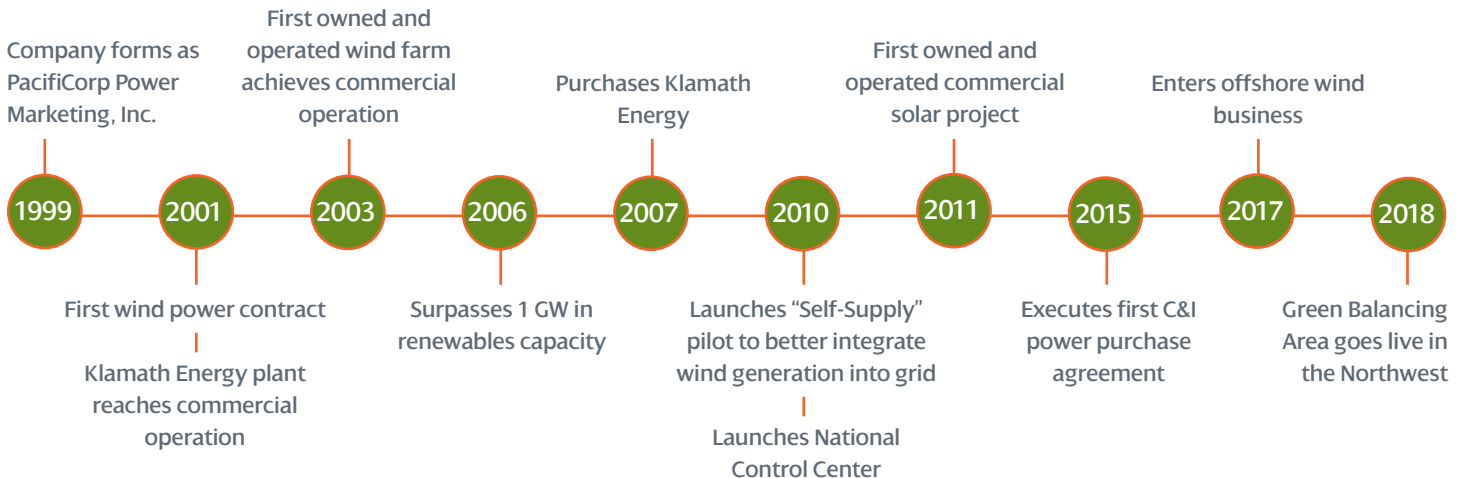 Company forms as
PacifiCorp Power
Marketing, Inc.
1999
2001
First wind power contract
Klamath Energy plant
reaches commercial
operation
First owned and
operated wind farm
achieves commercial
operation
2003
2006
Surpasses 1 GW in
renewables capacity
Purchases Klamath
Energy
2007
2010
Launches “Self-Supply”
pilot to better integrate
wind generation into grid
Launches National
Control Center
First owned and
operated commercial
solar project
2011
2015
Executes first C&I
power purchase
agreement
Enters offshore wind
business
2017
2018
Green Balancing
Area goes live in
the Northwest